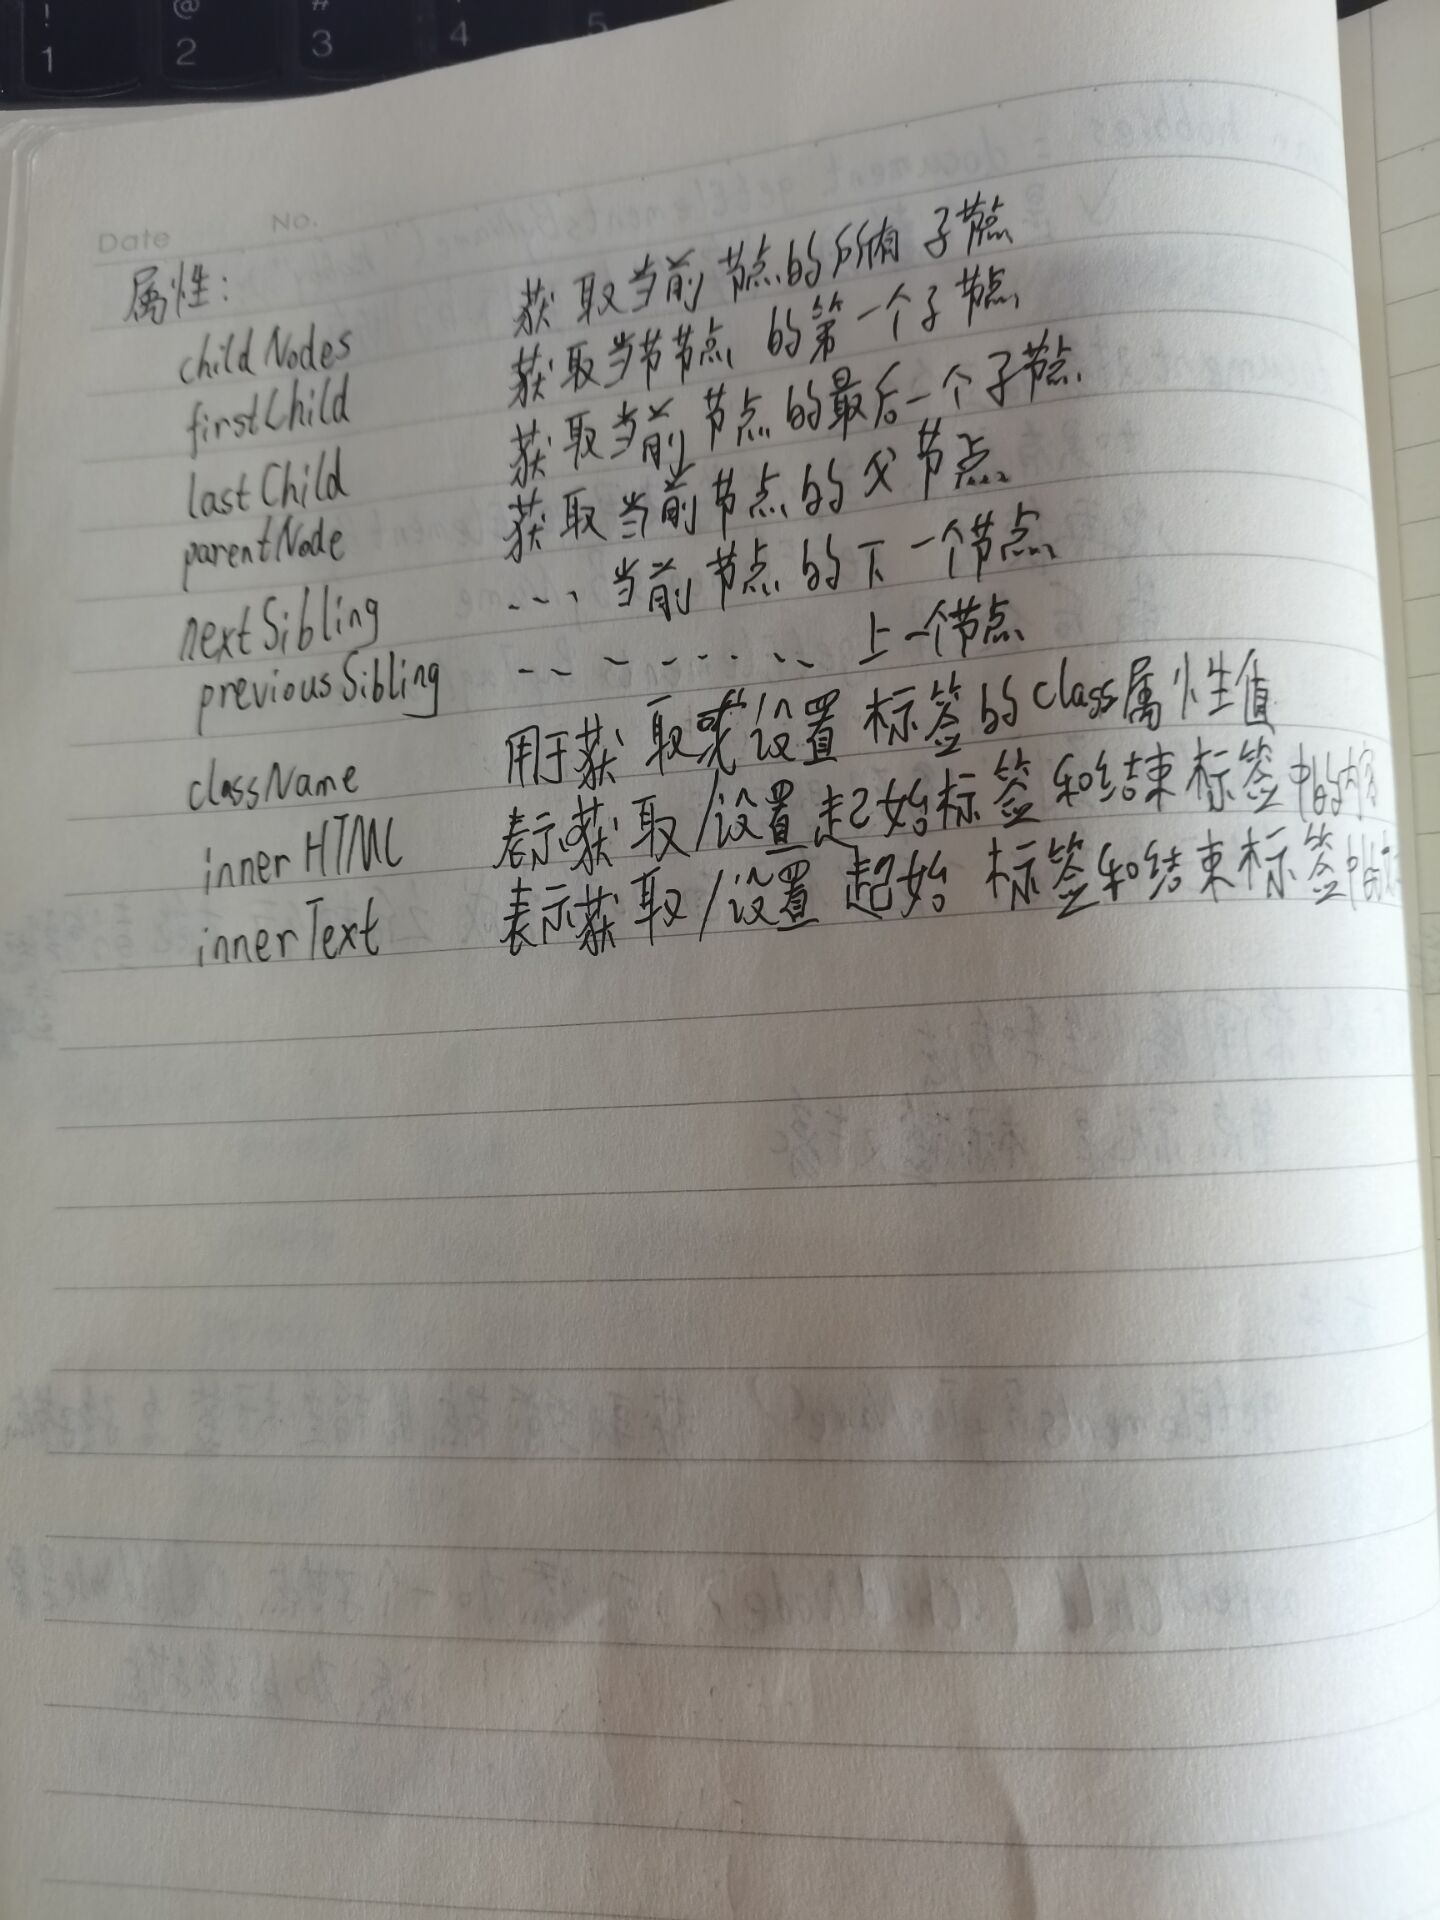 ! @ #
1 2 3 4 5
Date No.
属性:
childNodes 获取当前节点的所有子节点
firstChild 获取当节节点的第一个子节点
lastChild 获取当前节点的最后一个子节点
parentNode 获取当前节点的父节点
nextSibling ... 当前节点的下一个节点
previousSibling -- - - - - - -- 上一个节点
className 用于获取或设置标签的class属性值
innerHTML 表示获取/设置起始标签和结束标签中的内容
innerText 表示获取/设置起始标签和结束标签中的文